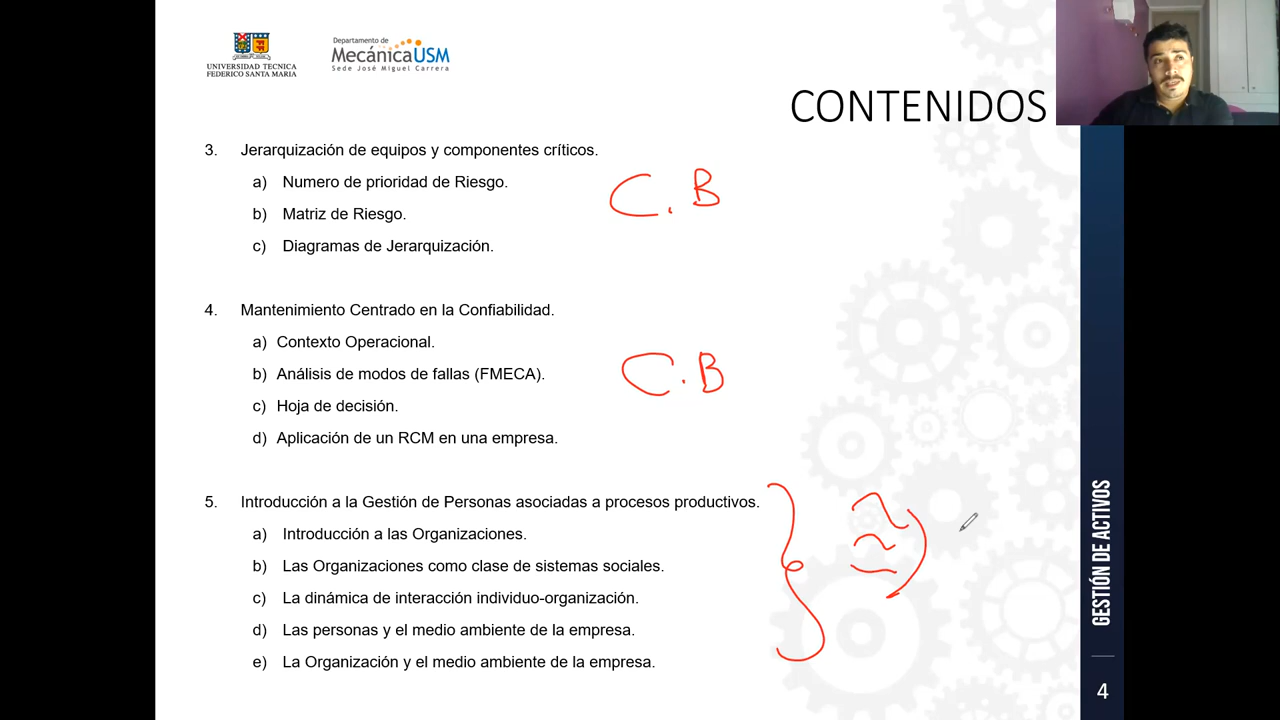 UNIVERSIDAD TECNICA
FEDERICO SANTA MARIA
Departamento de
MecánicaUSM
Sede José Miguel Carrera
CONTENIDOS
3. Jerarquización de equipos y componentes críticos.
a) Numero de prioridad de Riesgo.
b) Matriz de Riesgo.
c) Diagramas de Jerarquización.
C.B
4. Mantenimiento Centrado en la Confiabilidad.
a) Contexto Operacional.
b) Análisis de modos de fallas (FMECA).
c) Hoja de decisión.
d) Aplicación de un RCM en una empresa.
C.B
5. Introducción a la Gestión de Personas asociadas a procesos productivos.
a) Introducción a las Organizaciones.
b) Las Organizaciones como clase de sistemas sociales.
c) La dinámica de interacción individuo-organización.
d) Las personas y el medio ambiente de la empresa.
e) La Organización y el medio ambiente de la empresa.
GESTIÓN DE ACTIVOS
4